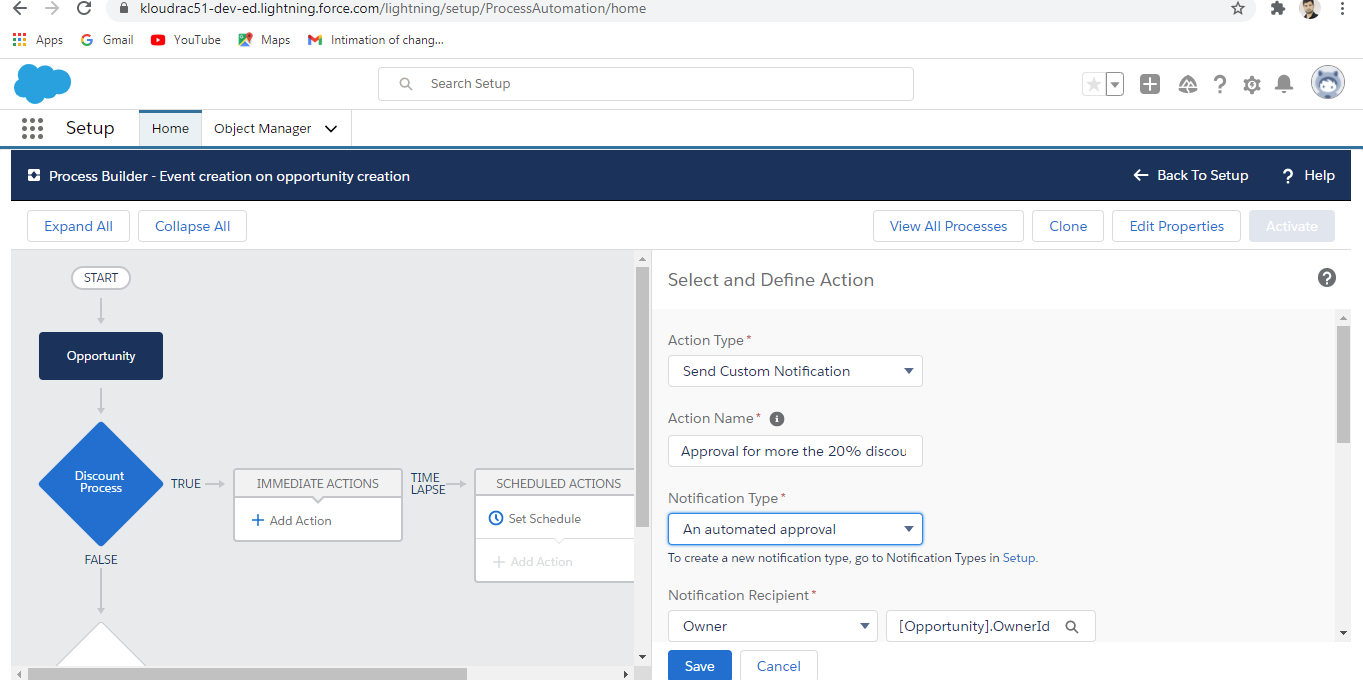 kloudrac51-dev-ed.lightning.force.com/lightning/setup/ProcessAutomation/home
Apps Gmail YouTube Maps Intimation of chang...
Search Setup
Setup Home Object Manager
Process Builder - Event creation on opportunity creation Back To Setup ? Help
Expand All Collapse All View All Processes Clone Edit Properties Activate
START
Opportunity
Discount
Process
TRUE
IMMEDIATE ACTIONS
+ Add Action
TIME
LAPSE
SCHEDULED ACTIONS
Set Schedule
+ Add Action
FALSE
Select and Define Action
Action Type*
Send Custom Notification
Action Name*
Approval for more the 20% discou
Notification Type*
An automated approval
To create a new notification type, go to Notification Types in Setup.
Notification Recipient*
Owner [Opportunity].OwnerId
Save Cancel